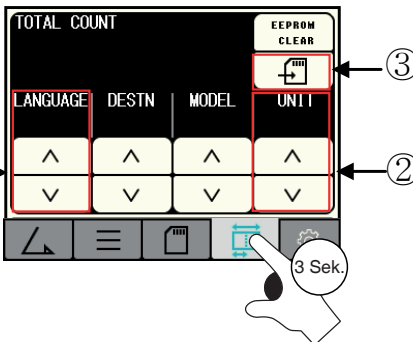 TOTAL COUNT
EEPROM
CLEAR
③
LANGUAGE DESTN MODEL UNIT
②
3 Sek.